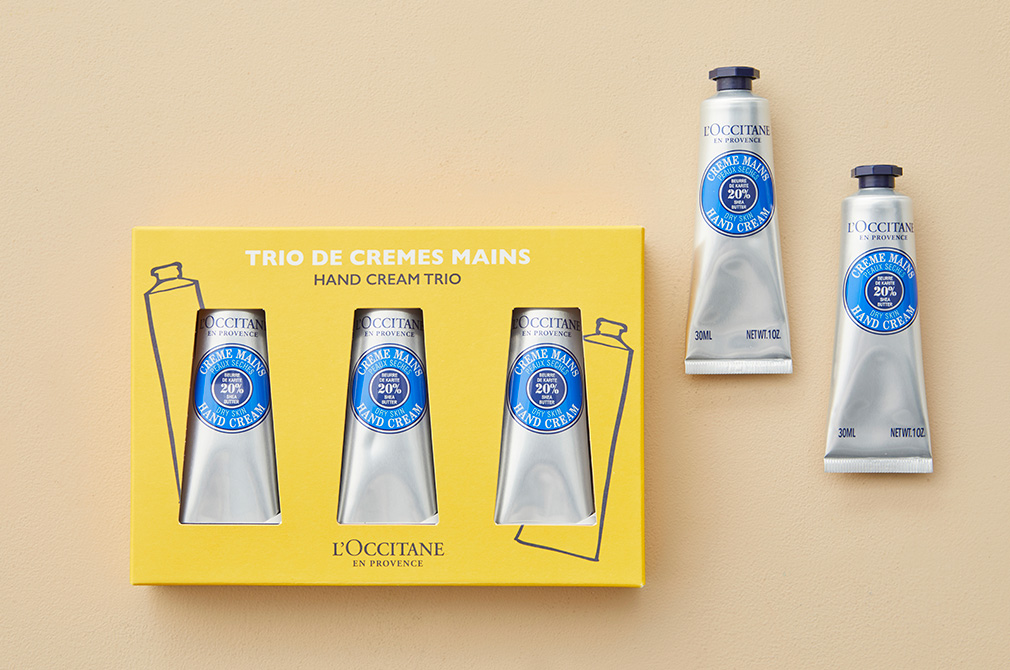 TRIO DE CREMES MAINS
HAND CREAM TRIO
L'OCCITANE
EN PROVENCE
CREME MAINS
PEAUX SECHES
BEURRE
DE KARITE
20%
SHEA
BUTTER
DRY SKIN
HAND CREAM
L'OCCITANE
EN PROVENCE
CREME MAINS
PEAUX SECHES
BEURRE
DE KARITE
20%
SHEA
BUTTER
DRY SKIN
HAND CREAM
L'OCCITANE
EN PROVENCE
CREME MAINS
PEAUX SECHES
BEURRE
DE KARITE
20%
SHEA
BUTTER
DRY SKIN
HAND CREAM
L'OCCITANE
EN PROVENCE
L'OCCITANE
EN PROVENCE
CREME MAINS
PEAUX SECHES
BEURRE
DE KARITE
20%
SHEA
BUTTER
DRY SKIN
HAND CREAM
30ML NET WT. 1 OZ.
L'OCCITANE
EN PROVENCE
CREME MAINS
PEAUX SECHES
BEURRE
DE KARITE
20%
SHEA
BUTTER
DRY SKIN
HAND CREAM
30ML NET WT. 1 OZ.